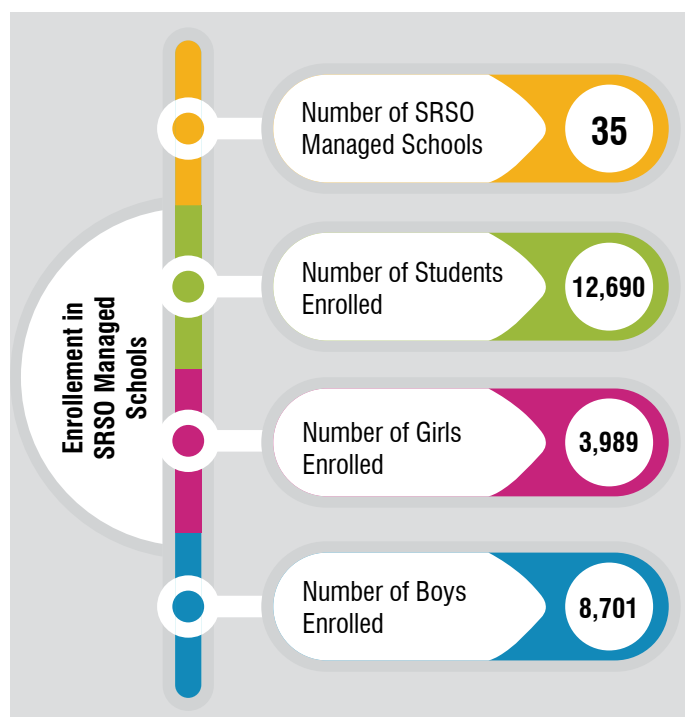 Enrollement in
SRSO Managed
Schools
Number of SRSO
Managed Schools
35
Number of Students
Enrolled
12,690
Number of Girls
Enrolled
3,989
Number of Boys
Enrolled
8,701